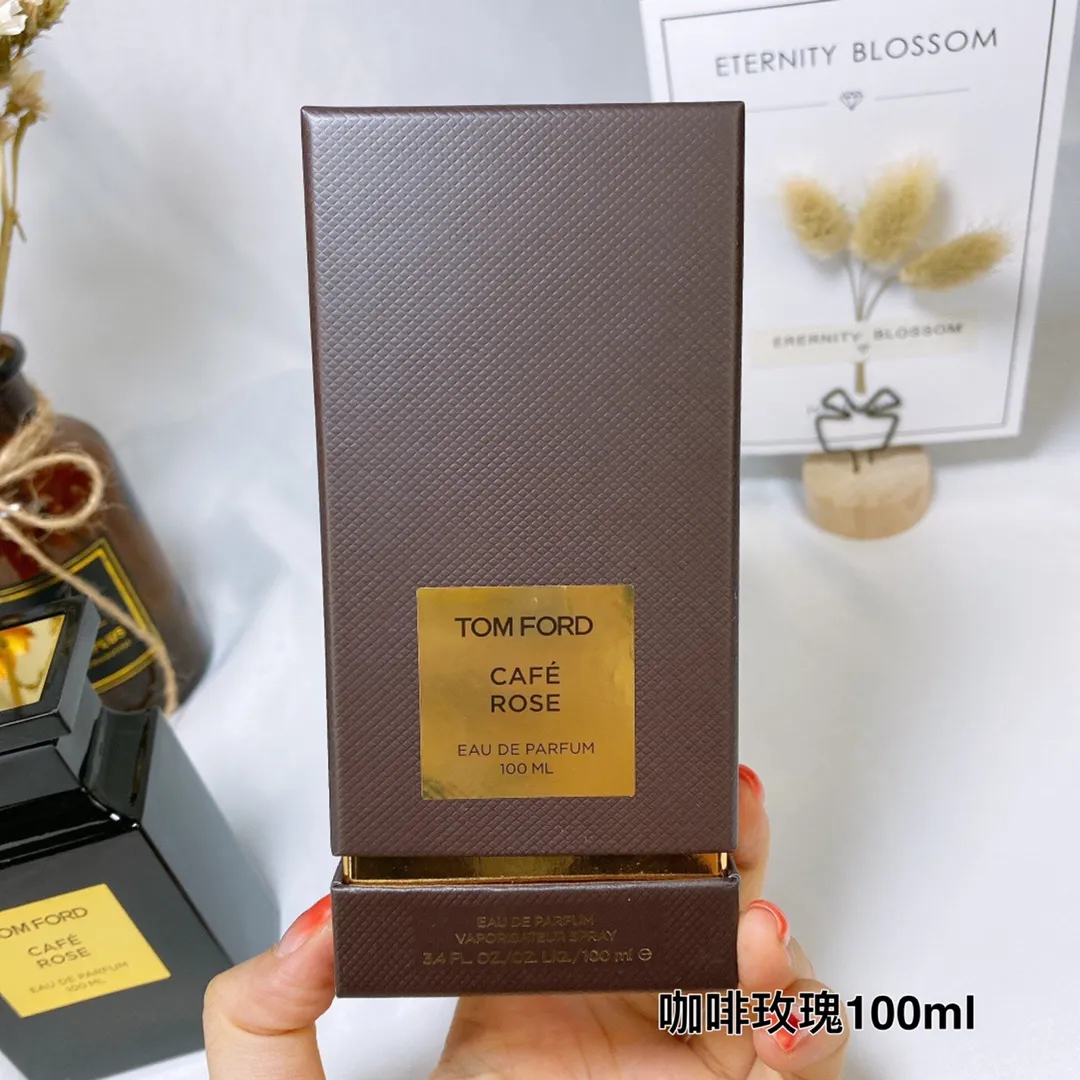 ETERNITY BLOSSOM
ERERNITY BLOSSOM
TOM FORD
CAFÉ
ROSE
EAU DE PARFUM
100 ML
EAU DE PARFUM
VAPORISATEUR SPRAY
3.4 FL. OZ./OZ. LIQ./100 ml ℮
OM FORD
CAFÉ
ROSE
EAU DE PARFUM
100 ML
咖啡玫瑰100ml